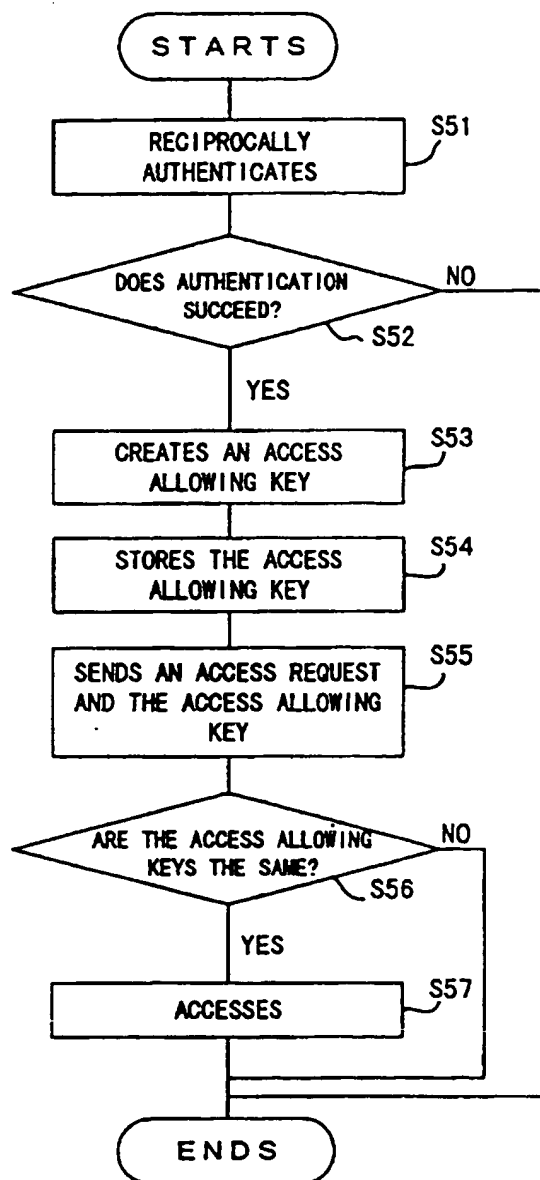 STARTS
RECIPROCALLY
AUTHENTICATES
S51
DOES AUTHENTICATION
SUCCEED?
NO
S52
YES
CREATES AN ACCESS
ALLOWING KEY
S53
STORES THE ACCESS
ALLOWING KEY
S54
SENDS AN ACCESS REQUEST
AND THE ACCESS ALLOWING
KEY
S55
ARE THE ACCESS ALLOWING
KEYS THE SAME?
NO
S56
YES
ACCESSES
S57
ENDS